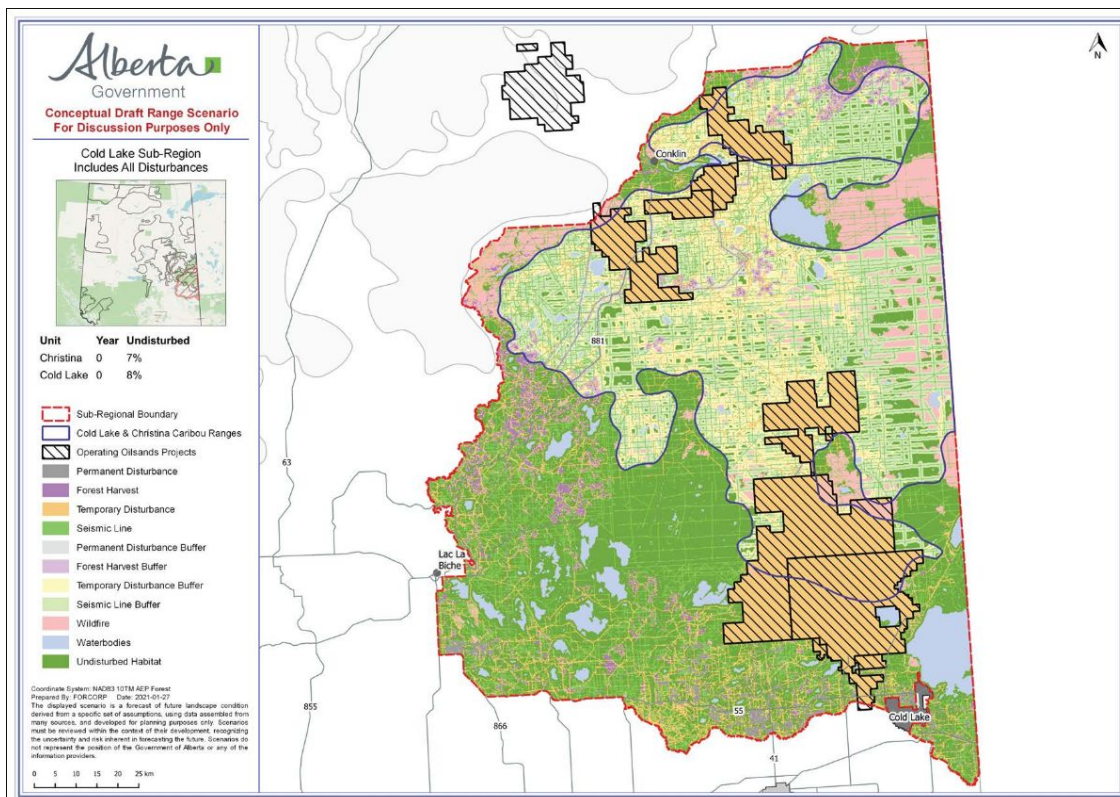 Alberta
Government
Conceptual Draft Range Scenario
For Discussion Purposes Only
Cold Lake Sub-Region
Includes All Disturbances
Unit Year Undisturbed
Christina 0 7%
Cold Lake 0 8%
Sub-Regional Boundary
Cold Lake & Christina Caribou Ranges
Operating Oilsands Projects
Permanent Disturbance
Forest Harvest
Temporary Disturbance
Seismic Line
Permanent Disturbance Buffer
Forest Harvest Buffer
Temporary Disturbance Buffer
Seismic Line Buffer
Wildfire
Waterbodies
Undisturbed Habitat
Coordinate System: NAD83 10TM AEP Forest
Prepared By: FORCORP Date: 2021-01-27
The displayed scenario is a forecast of future landscape condition
derived from a specific set of assumptions, using data assembled from
many sources, and developed for planning purposes only. Scenarios
must be reviewed within the context of their development, recognizing
the uncertainty and risk inherent in forecasting the future. Scenarios do
not represent the position of the Government of Alberta or any of the
information providers.
0 5 10 15 20 25 km
N
Conklin
881
63
Lac La
Biche
855
866
55
41
Cold Lake